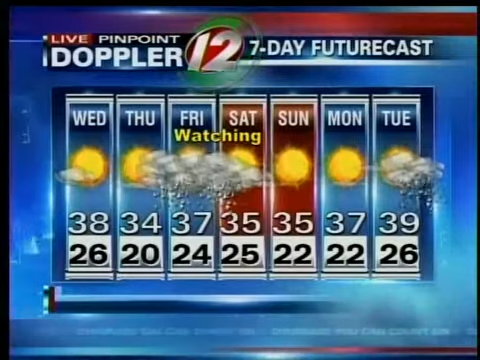 LIVE PINPOINT
DOPPLER 12 7-DAY FUTURECAST
WED THU FRI SAT SUN MON TUE
Watching
38 34 37 35 35 37 39
26 20 24 25 22 22 26